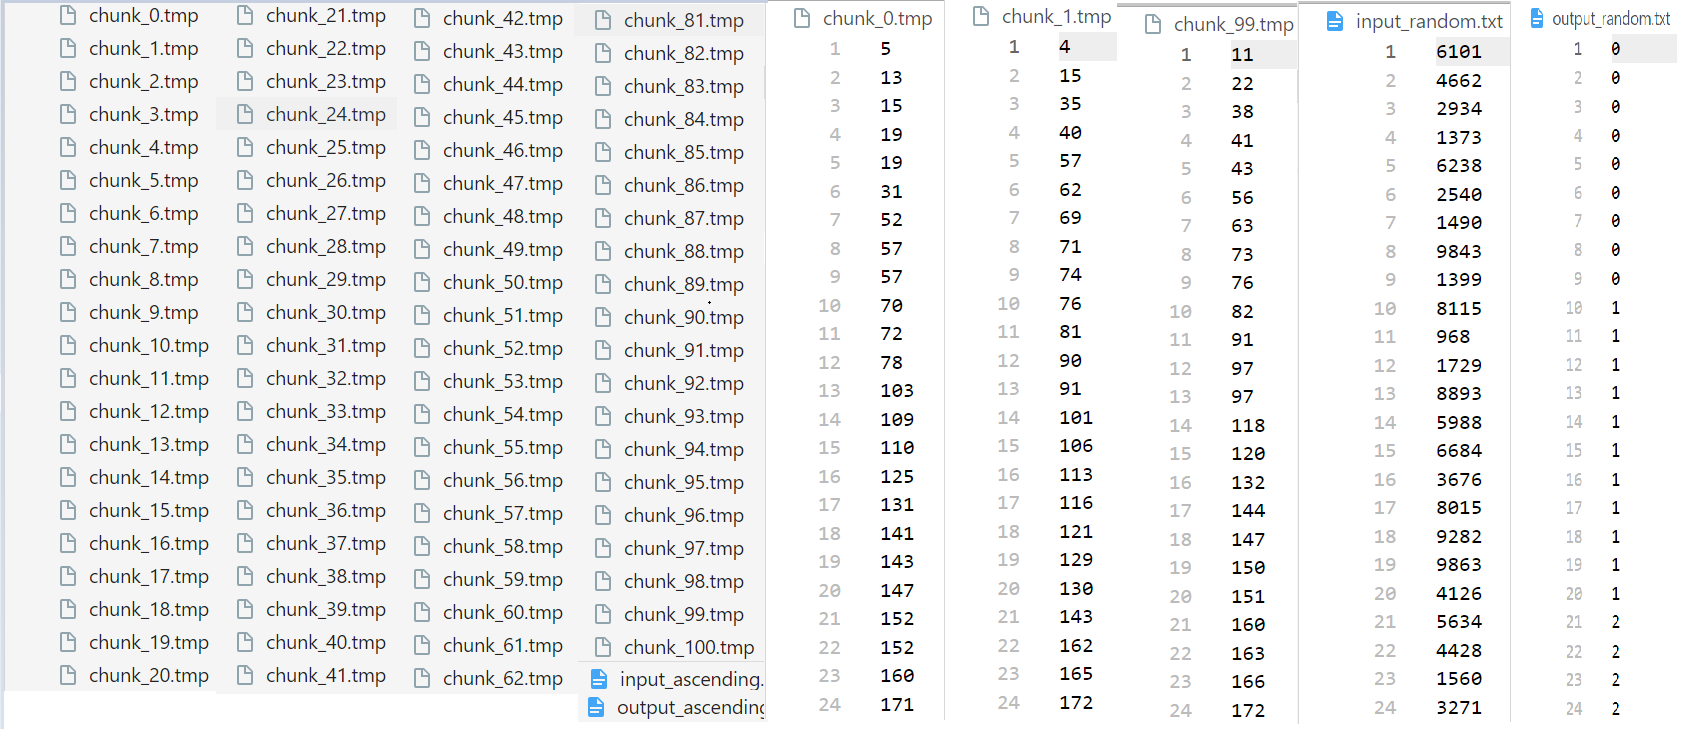 chunk_0.tmp
chunk_1.tmp
chunk_2.tmp
chunk_3.tmp
chunk_4.tmp
chunk_5.tmp
chunk_6.tmp
chunk_7.tmp
chunk_8.tmp
chunk_9.tmp
chunk_10.tmp
chunk_11.tmp
chunk_12.tmp
chunk_13.tmp
chunk_14.tmp
chunk_15.tmp
chunk_16.tmp
chunk_17.tmp
chunk_18.tmp
chunk_19.tmp
chunk_20.tmp
chunk_21.tmp
chunk_22.tmp
chunk_23.tmp
chunk_24.tmp
chunk_25.tmp
chunk_26.tmp
chunk_27.tmp
chunk_28.tmp
chunk_29.tmp
chunk_30.tmp
chunk_31.tmp
chunk_32.tmp
chunk_33.tmp
chunk_34.tmp
chunk_35.tmp
chunk_36.tmp
chunk_37.tmp
chunk_38.tmp
chunk_39.tmp
chunk_40.tmp
chunk_41.tmp
chunk_42.tmp
chunk_43.tmp
chunk_44.tmp
chunk_45.tmp
chunk_46.tmp
chunk_47.tmp
chunk_48.tmp
chunk_49.tmp
chunk_50.tmp
chunk_51.tmp
chunk_52.tmp
chunk_53.tmp
chunk_54.tmp
chunk_55.tmp
chunk_56.tmp
chunk_57.tmp
chunk_58.tmp
chunk_59.tmp
chunk_60.tmp
chunk_61.tmp
chunk_62.tmp
chunk_81.tmp
chunk_82.tmp
chunk_83.tmp
chunk_84.tmp
chunk_85.tmp
chunk_86.tmp
chunk_87.tmp
chunk_88.tmp
chunk_89.tmp
chunk_90.tmp
chunk_91.tmp
chunk_92.tmp
chunk_93.tmp
chunk_94.tmp
chunk_95.tmp
chunk_96.tmp
chunk_97.tmp
chunk_98.tmp
chunk_99.tmp
chunk_100.tmp
input_ascending.
output_ascending
chunk_0.tmp
1 5
2 13
3 15
4 19
5 19
6 31
7 52
8 57
9 57
10 70
11 72
12 78
13 103
14 109
15 110
16 125
17 131
18 141
19 143
20 147
21 152
22 152
23 160
24 171
chunk_1.tmp
1 4
2 15
3 35
4 40
5 57
6 62
7 69
8 71
9 74
10 76
11 81
12 90
13 91
14 101
15 106
16 113
17 116
18 121
19 129
20 130
21 143
22 162
23 165
24 172
chunk_99.tmp
1 11
2 22
3 38
4 41
5 43
6 56
7 63
8 73
9 76
10 82
11 91
12 97
13 97
14 118
15 120
16 132
17 144
18 147
19 150
20 151
21 160
22 163
23 166
24 172
input_random.txt
1 6101
2 4662
3 2934
4 1373
5 6238
6 2540
7 1490
8 9843
9 1399
10 8115
11 968
12 1729
13 8893
14 5988
15 6684
16 3676
17 8015
18 9282
19 9863
20 4126
21 5634
22 4428
23 1560
24 3271
output_random.txt
1 0
2 0
3 0
4 0
5 0
6 0
7 0
8 0
9 0
10 1
11 1
12 1
13 1
14 1
15 1
16 1
17 1
18 1
19 1
20 1
21 2
22 2
23 2
24 2